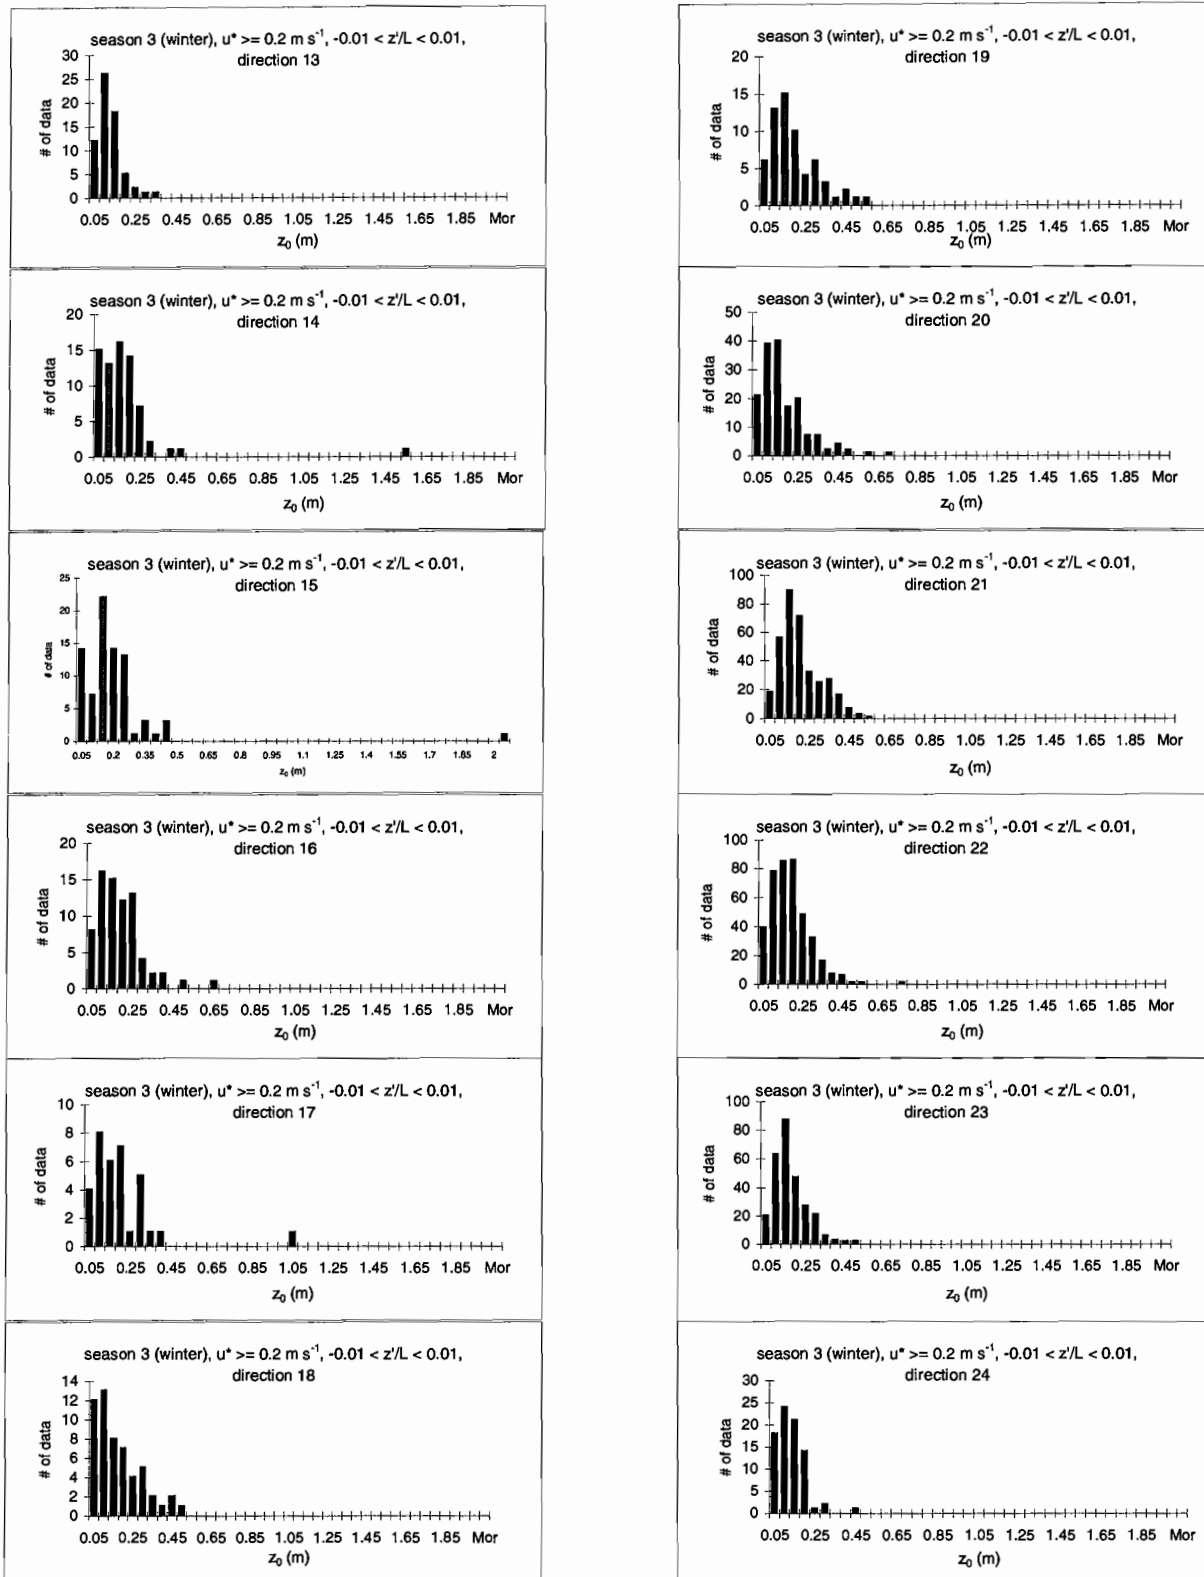 season 3 (winter), u* >= 0.2 m s-1, -0.01 < z'/L < 0.01,
direction 13
30
25
20
15
10
5
0
# of data
0.05 0.25 0.45 0.65 0.85 1.05 1.25 1.45 1.65 1.85 Mor
z0 (m)
season 3 (winter), u* >= 0.2 m s-1, -0.01 < z'/L < 0.01,
direction 14
20
15
10
5
0
# of data
0.05 0.25 0.45 0.65 0.85 1.05 1.25 1.45 1.65 1.85 Mor
z0 (m)
season 3 (winter), u* >= 0.2 m s-1, -0.01 < z'/L < 0.01,
direction 15
25
20
15
10
5
0
# of data
0.05 0.2 0.35 0.5 0.65 0.8 0.95 1.1 1.25 1.4 1.55 1.7 1.85 2
z0 (m)
season 3 (winter), u* >= 0.2 m s-1, -0.01 < z'/L < 0.01,
direction 16
20
15
10
5
0
# of data
0.05 0.25 0.45 0.65 0.85 1.05 1.25 1.45 1.65 1.85 Mor
z0 (m)
season 3 (winter), u* >= 0.2 m s-1, -0.01 < z'/L < 0.01,
direction 17
10
8
6
4
2
0
# of data
0.05 0.25 0.45 0.65 0.85 1.05 1.25 1.45 1.65 1.85 Mor
z0 (m)
season 3 (winter), u* >= 0.2 m s-1, -0.01 < z'/L < 0.01,
direction 18
14
12
10
8
6
4
2
0
# of data
0.05 0.25 0.45 0.65 0.85 1.05 1.25 1.45 1.65 1.85 Mor
z0 (m)
season 3 (winter), u* >= 0.2 m s-1, -0.01 < z'/L < 0.01,
direction 19
20
15
10
5
0
# of data
0.05 0.25 0.45 0.65 0.85 1.05 1.25 1.45 1.65 1.85 Mor
z0 (m)
season 3 (winter), u* >= 0.2 m s-1, -0.01 < z'/L < 0.01,
direction 20
50
40
30
20
10
0
# of data
0.05 0.25 0.45 0.65 0.85 1.05 1.25 1.45 1.65 1.85 Mor
z0 (m)
season 3 (winter), u* >= 0.2 m s-1, -0.01 < z'/L < 0.01,
direction 21
100
80
60
40
20
0
# of data
0.05 0.25 0.45 0.65 0.85 1.05 1.25 1.45 1.65 1.85 Mor
z0 (m)
season 3 (winter), u* >= 0.2 m s-1, -0.01 < z'/L < 0.01,
direction 22
100
80
60
40
20
0
# of data
0.05 0.25 0.45 0.65 0.85 1.05 1.25 1.45 1.65 1.85 Mor
z0 (m)
season 3 (winter), u* >= 0.2 m s-1, -0.01 < z'/L < 0.01,
direction 23
100
80
60
40
20
0
# of data
0.05 0.25 0.45 0.65 0.85 1.05 1.25 1.45 1.65 1.85 Mor
z0 (m)
season 3 (winter), u* >= 0.2 m s-1, -0.01 < z'/L < 0.01,
direction 24
30
25
20
15
10
5
0
# of data
0.05 0.25 0.45 0.65 0.85 1.05 1.25 1.45 1.65 1.85 Mor
z0 (m)